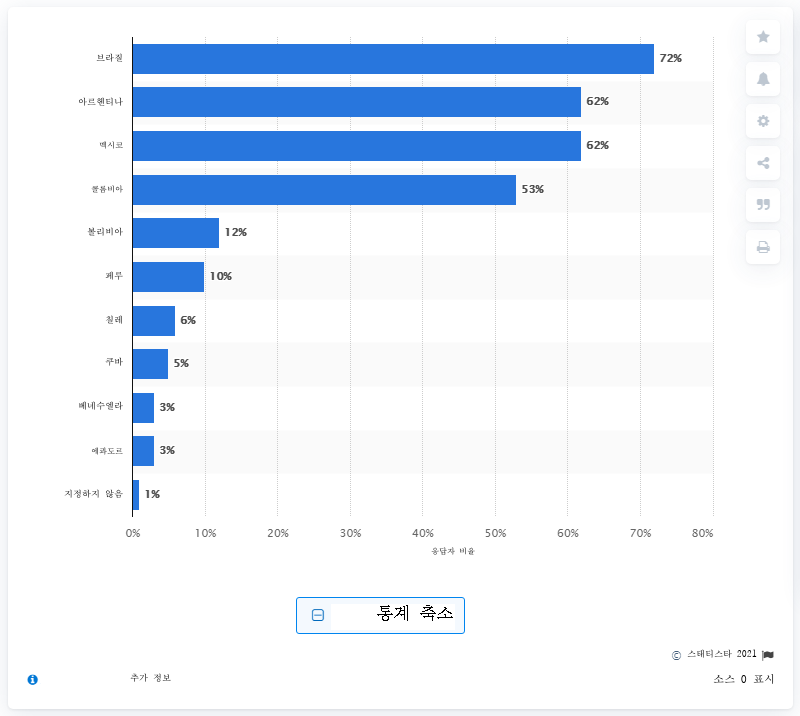 브라질 72%
아르헨티나 62%
멕시코 62%
콜롬비아 53%
볼리비아 12%
페루 10%
칠레 6%
쿠바 5%
베네수엘라 3%
에콰도르 3%
지정하지 않음 1%
0% 10% 20% 30% 40% 50% 60% 70% 80%
응답자 비율
통계 축소
© 스태티스타 2021
추가 정보 소스 0 표시